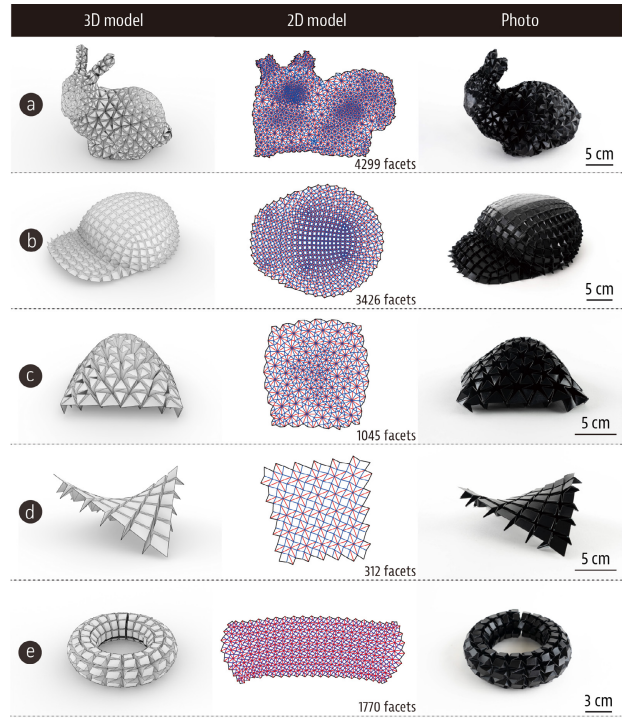 3D model 2D model Photo
a
4299 facets
5 cm
b
3426 facets
5 cm
c
1045 facets
5 cm
d
312 facets
5 cm
e
1770 facets
3 cm